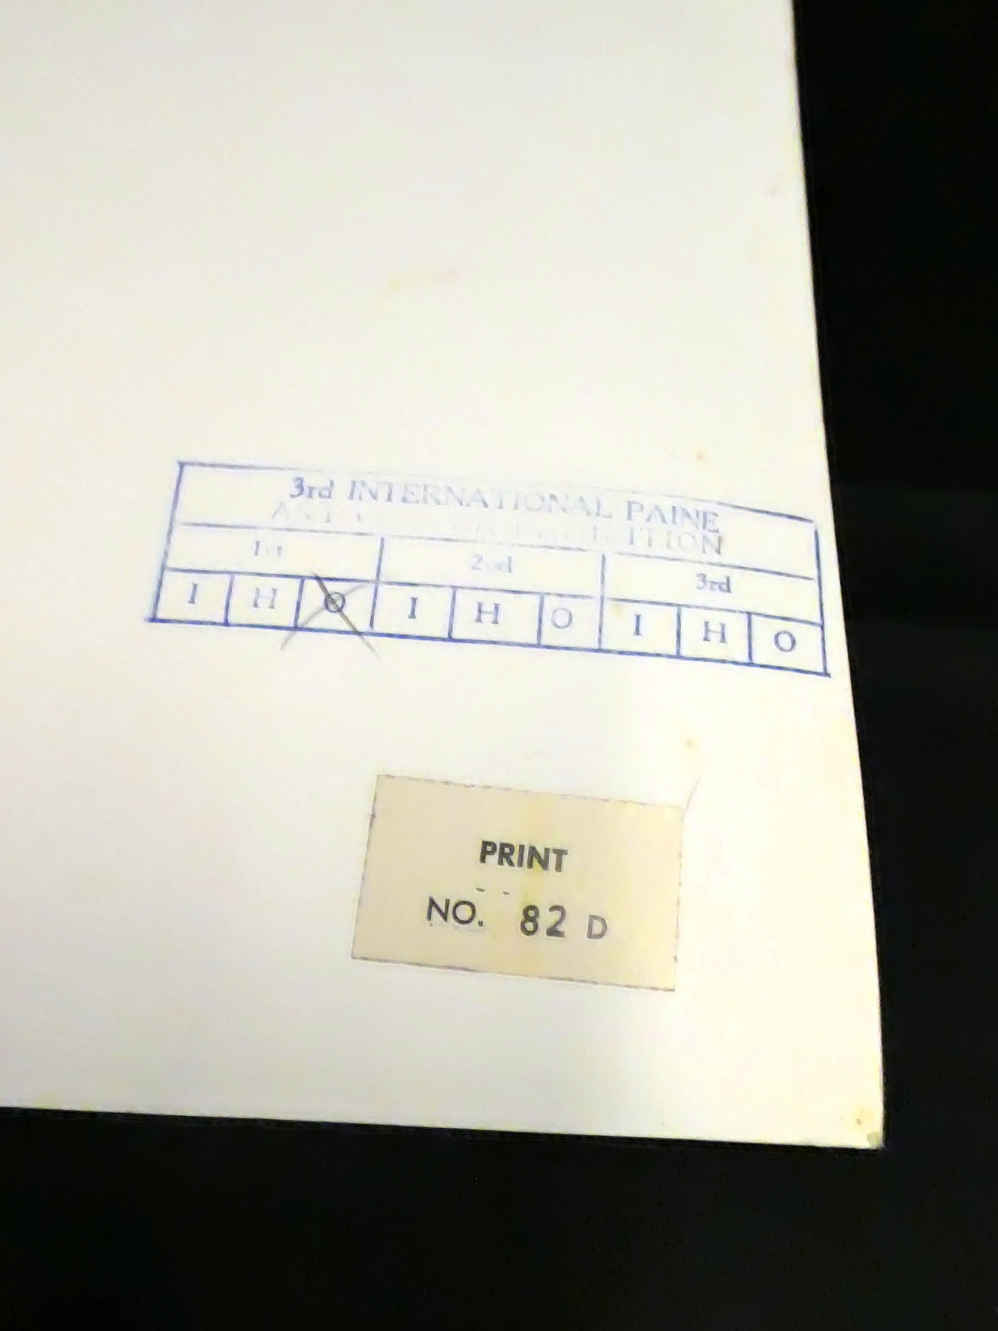 3rd INTERNATIONAL PAINE
1st 2nd 3rd
I H O I H O I H O
PRINT
NO. 82 D